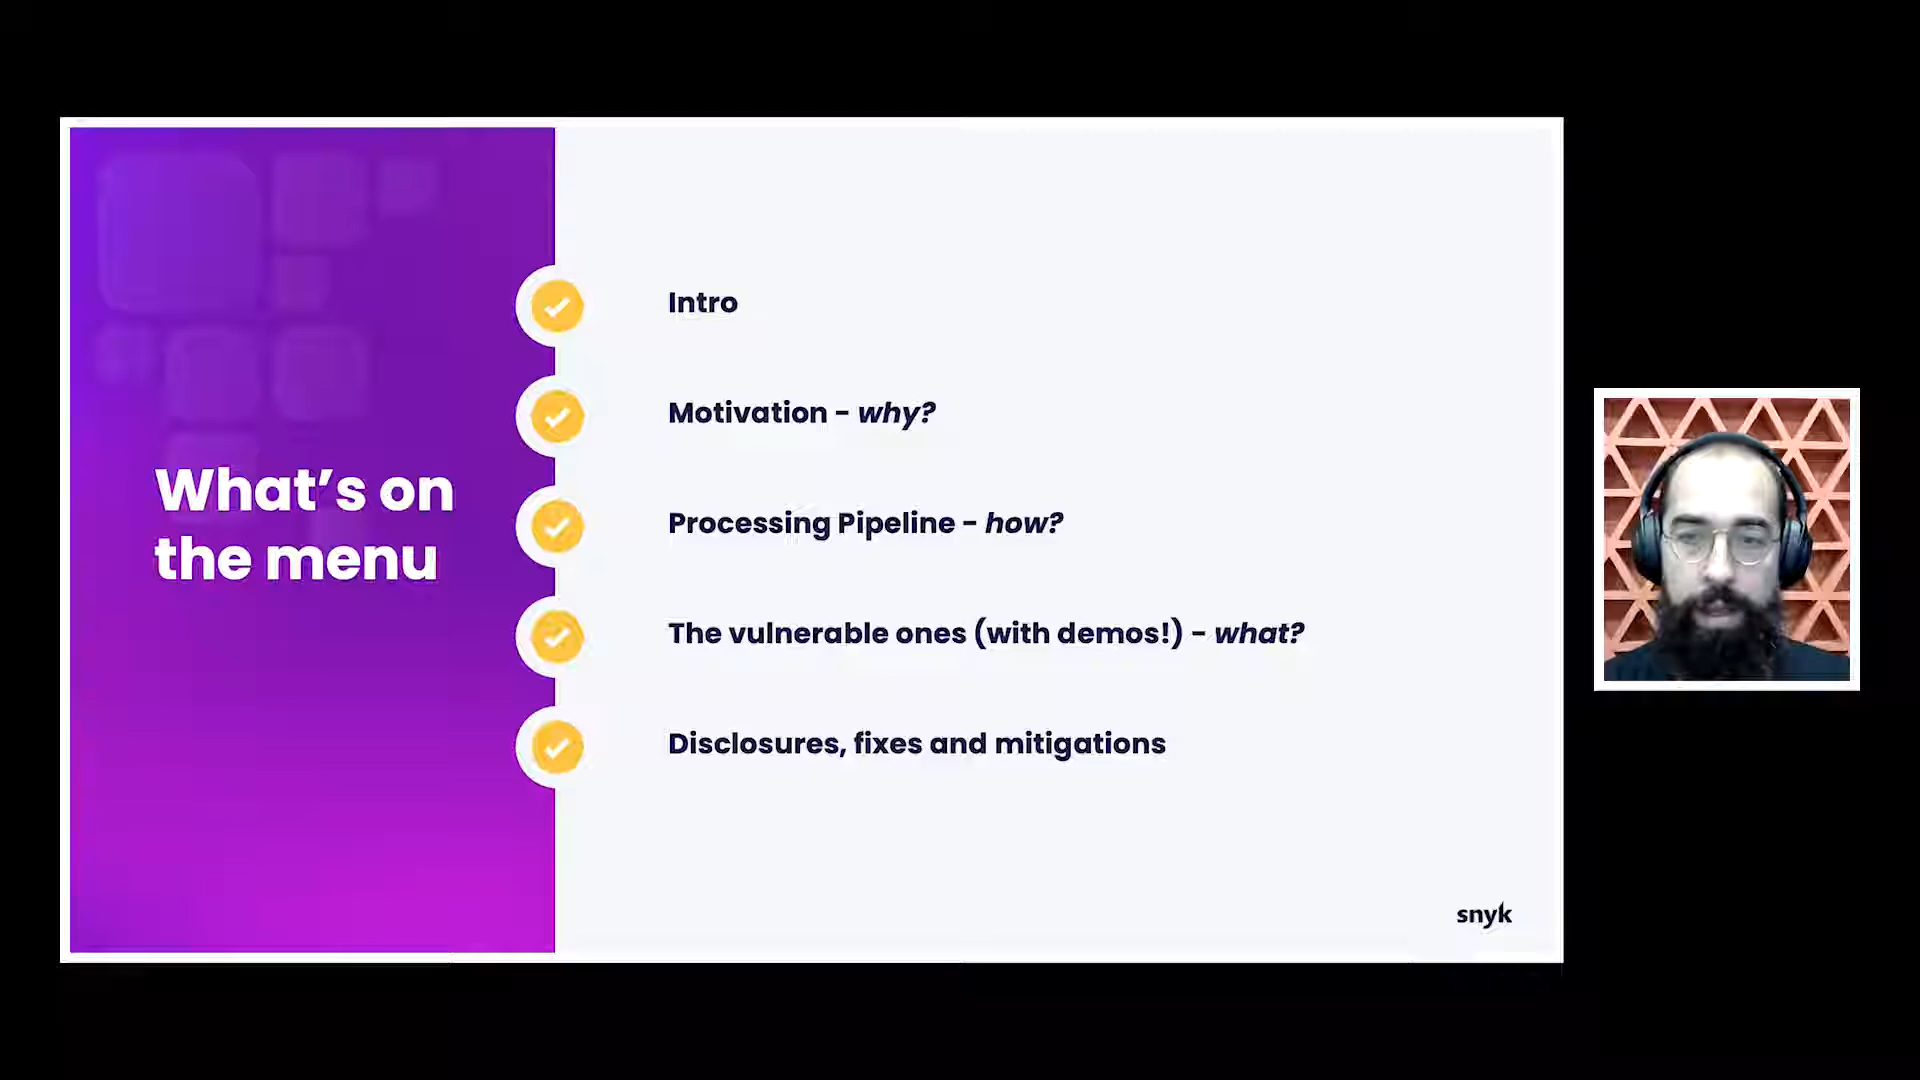 What's on
the menu
Intro
Motivation - why?
Processing Pipeline - how?
The vulnerable ones (with demos!) - what?
Disclosures, fixes and mitigations
snyk